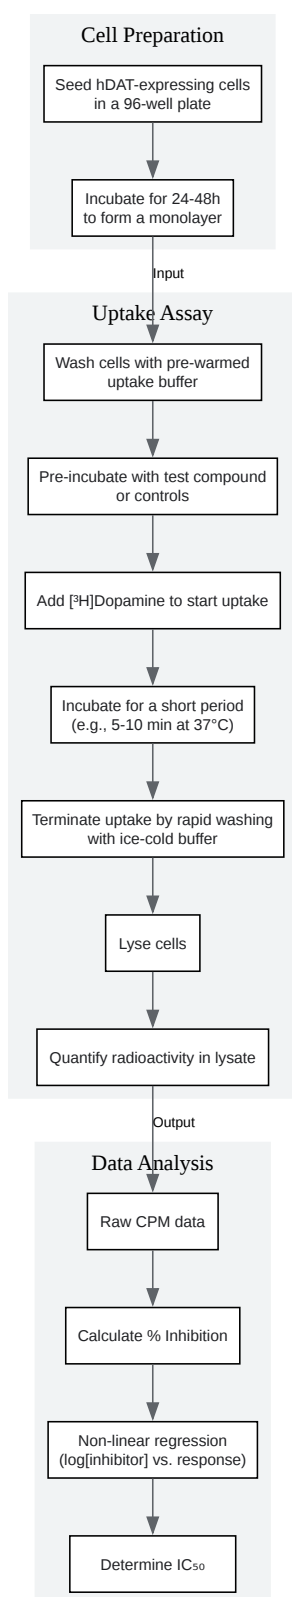 Cell Preparation
Seed hDAT-expressing cells
in a 96-well plate
Incubate for 24-48h
to form a monolayer
Input
Uptake Assay
Wash cells with pre-warmed
uptake buffer
Pre-incubate with test compound
or controls
Add [³H]Dopamine to start uptake
Incubate for a short period
(e.g., 5-10 min at 37°C)
Terminate uptake by rapid washing
with ice-cold buffer
Lyse cells
Quantify radioactivity in lysate
Output
Data Analysis
Raw CPM data
Calculate % Inhibition
Non-linear regression
(log[inhibitor] vs. response)
Determine IC₅₀